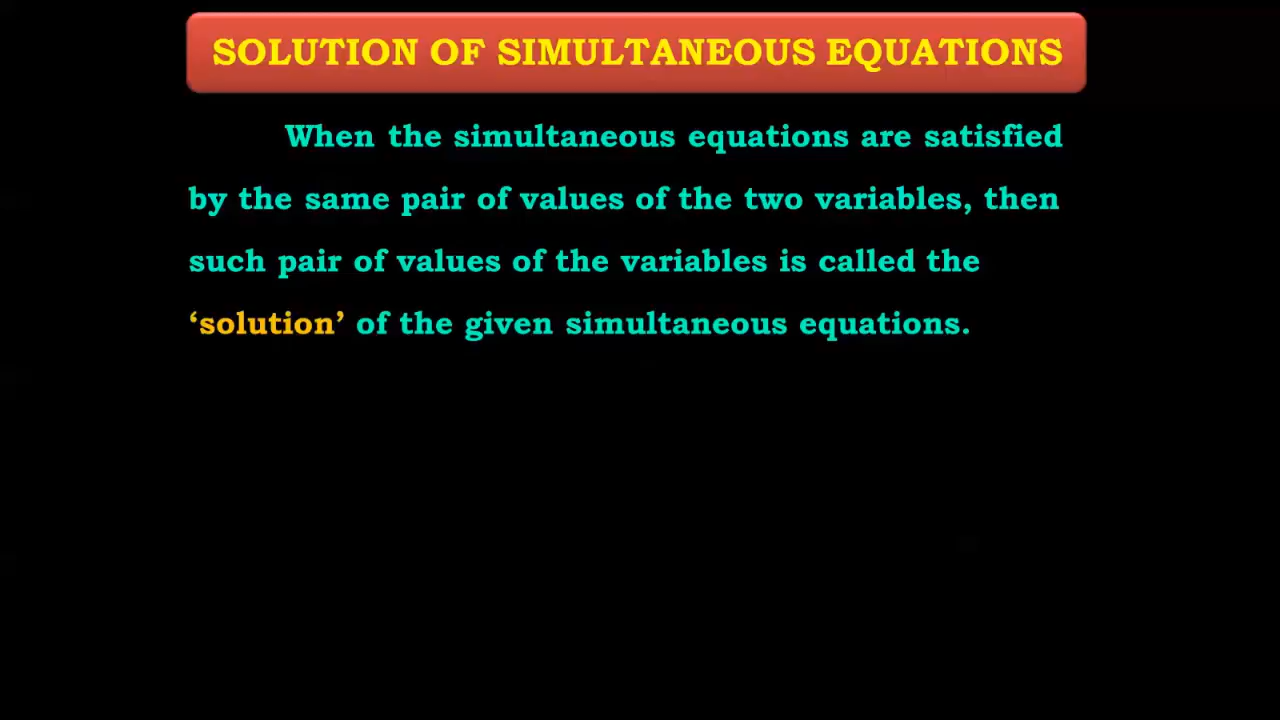 SOLUTION OF SIMULTANEOUS EQUATIONS
When the simultaneous equations are satisfied
by the same pair of values of the two variables, then
such pair of values of the variables is called the
‘solution’ of the given simultaneous equations.